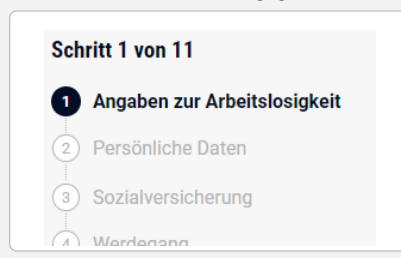 Schritt 1 von 11
1 Angaben zur Arbeitslosigkeit
2 Persönliche Daten
3 Sozialversicherung
4 Werdegang